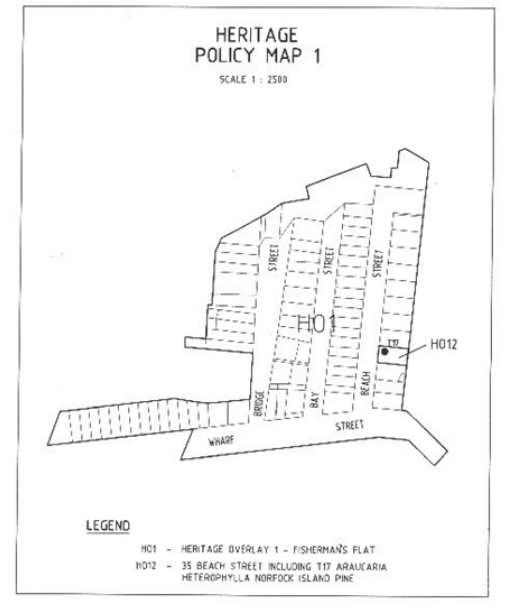 HERITAGE
POLICY MAP 1
SCALE 1 : 2500
STREET
STREET
STREET
HO1
T17
HO12
BEACH
BRIDGE
BAY
WHARF
STREET
LEGEND
HO1 - HERITAGE OVERLAY 1 - FISHERMAN'S FLAT
HO12 - 35 BEACH STREET INCLUDING T17 ARAUCARIA
HETEROPHYLLA NORFOCK ISLAND PINE